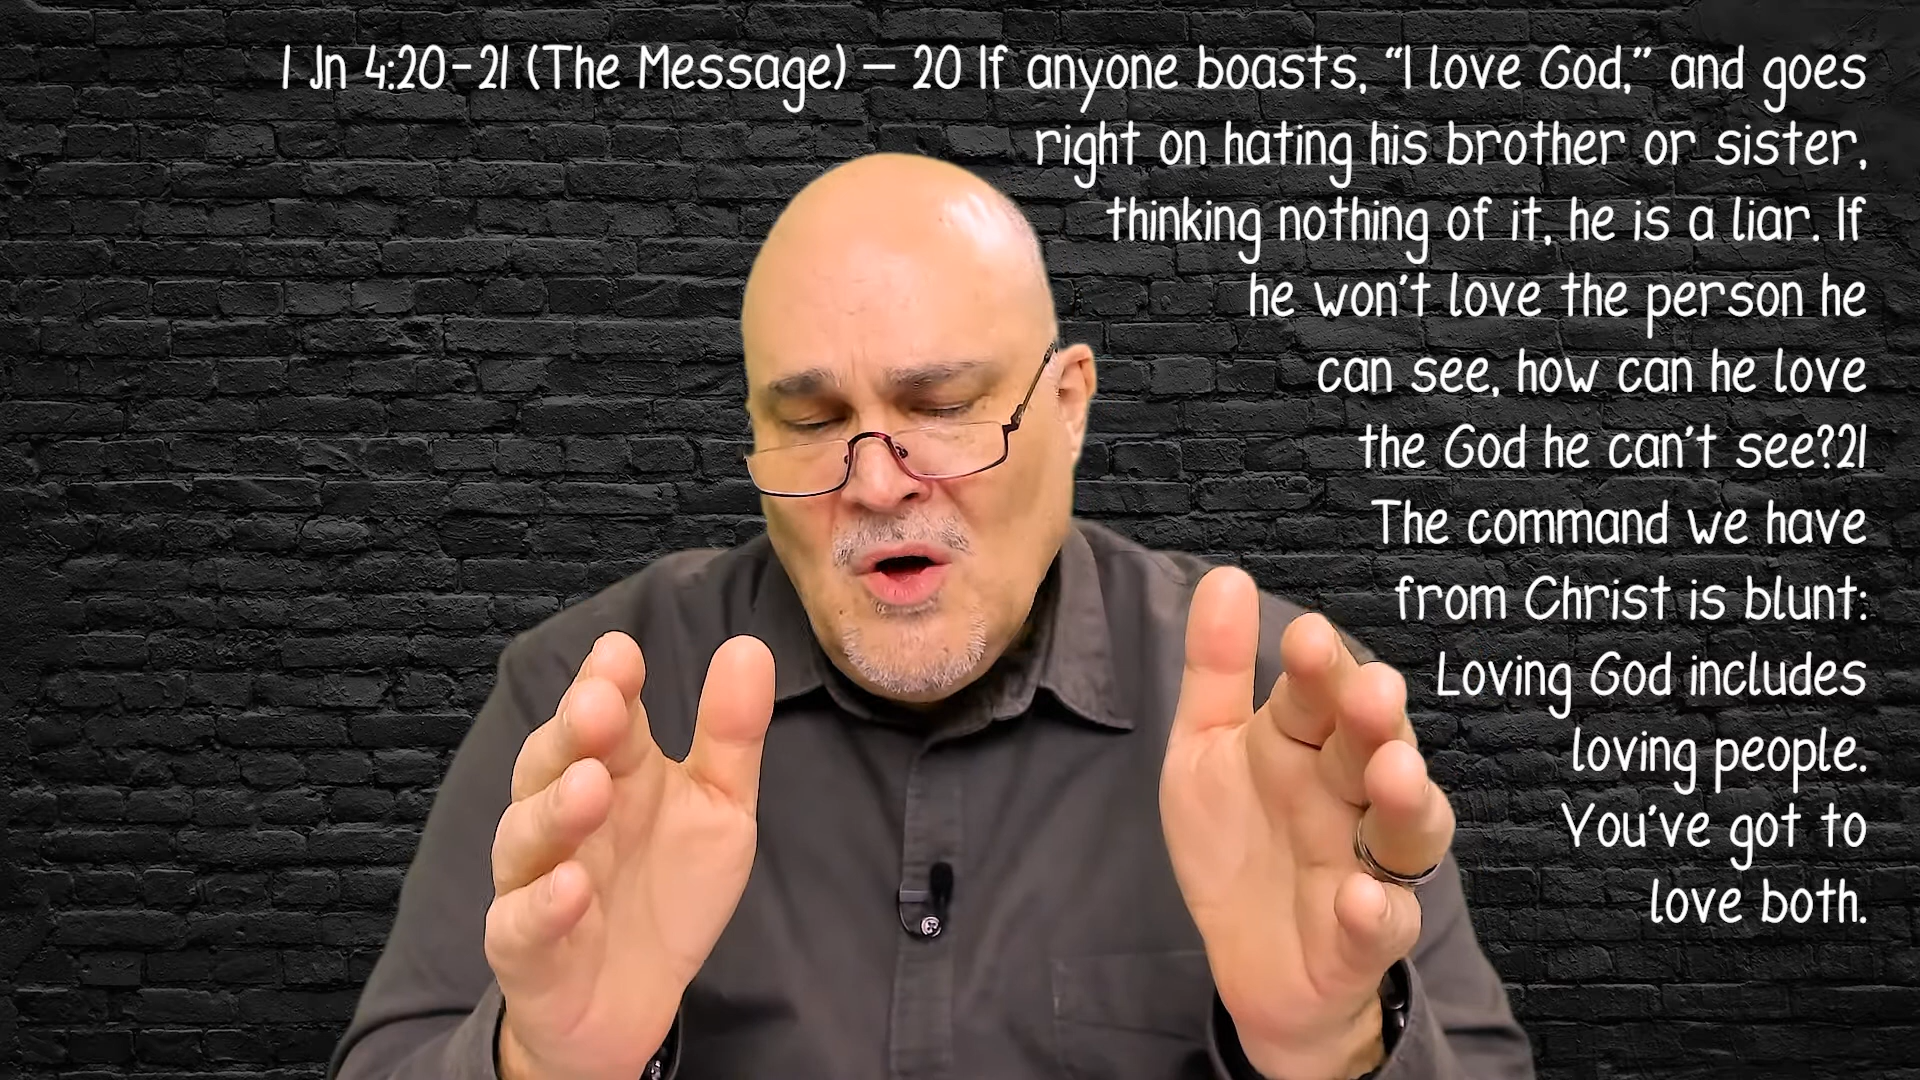 1 Jn 4:20-21 (The Message) – 20 If anyone boasts, “I love God,” and goes
right on hating his brother or sister,
thinking nothing of it, he is a liar. If
he won’t love the person he
can see, how can he love
the God he can’t see?21
The command we have
from Christ is blunt:
Loving God includes
loving people.
You’ve got to
love both.